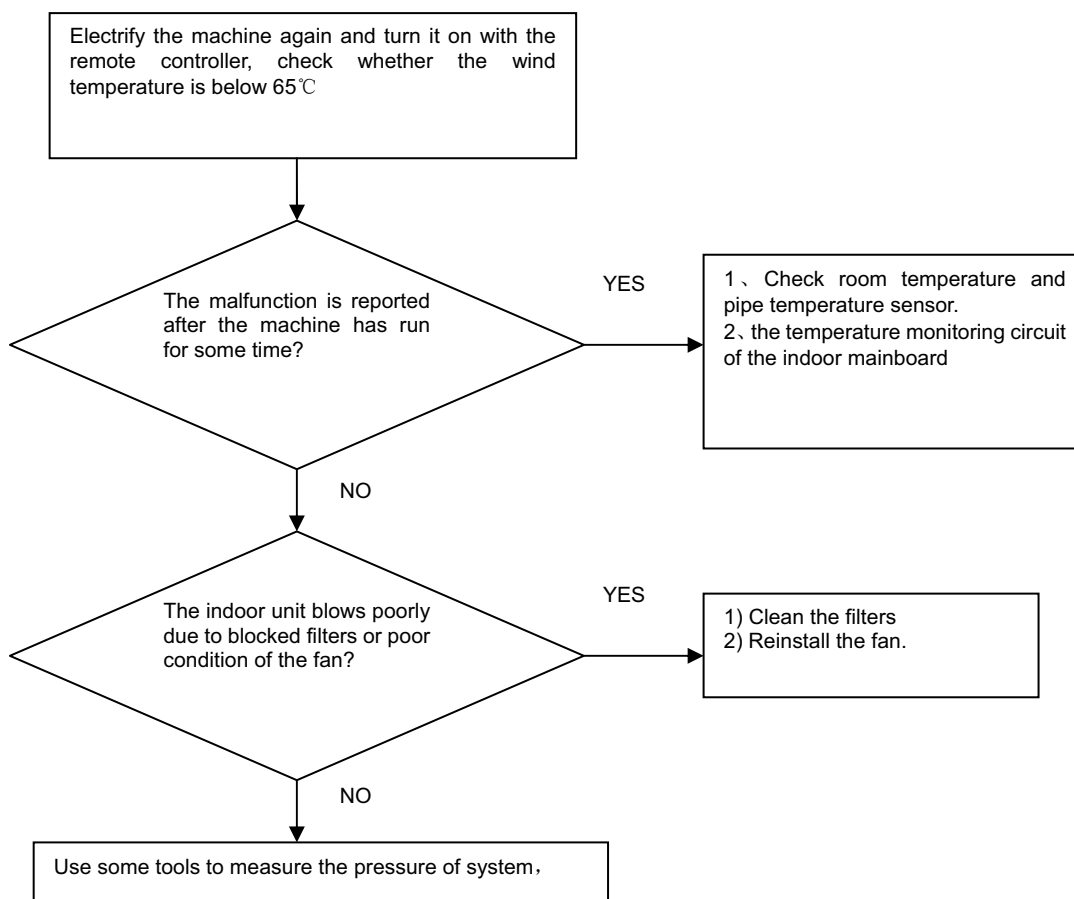 Electrify the machine again and turn it on with the
remote controller, check whether the wind
temperature is below 65℃
The malfunction is reported
after the machine has run
for some time?
YES
1、Check room temperature and
pipe temperature sensor.
2、the temperature monitoring circuit
of the indoor mainboard
NO
The indoor unit blows poorly
due to blocked filters or poor
condition of the fan?
YES
1) Clean the filters
2) Reinstall the fan.
NO
Use some tools to measure the pressure of system，